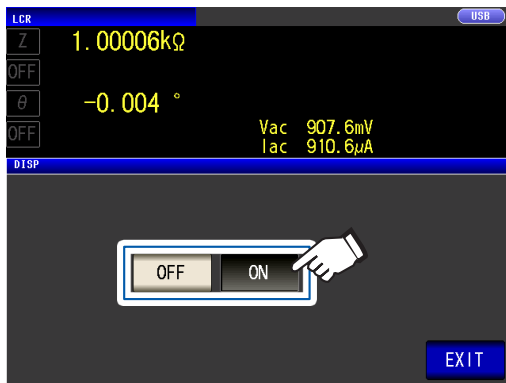 LCR USB
Z 1.00006kΩ
OFF
θ -0.004 °
OFF Vac 907.6mV
Iac 910.6μA
DISP
OFF ON
EXIT